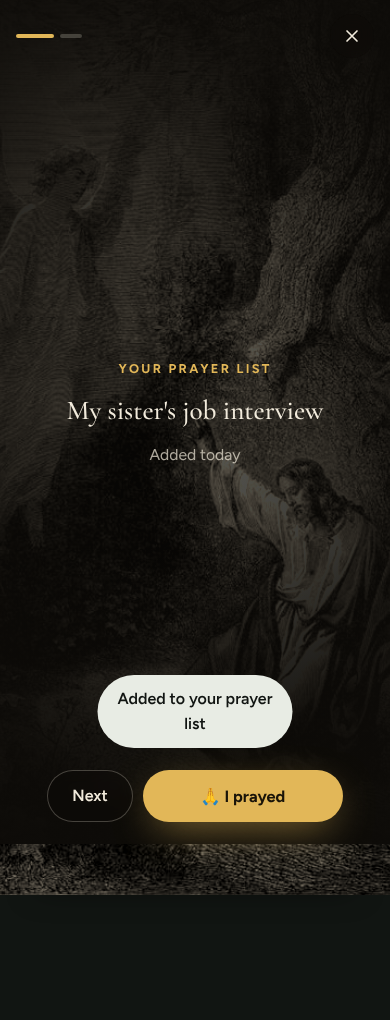 YOUR PRAYER LIST
My sister's job interview
Added today
Added to your prayer
list
Next
🙏 I prayed